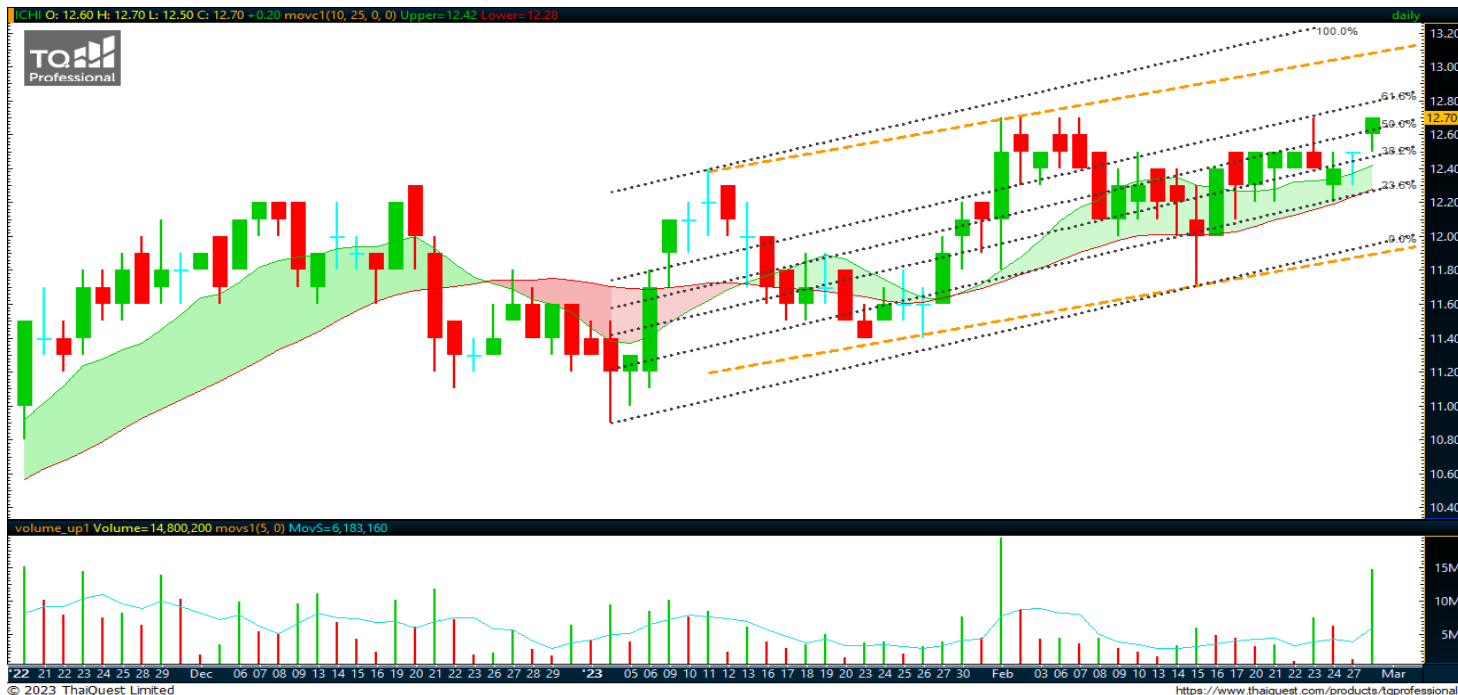 ICHI O: 12.60 H: 12.70 L: 12.50 C: 12.70 +0.20 movc1(10, 25, 0, 0) Upper=12.42 Lower=12.28 daily
TQ
Professional
100.0%
61.8%
50.0%
38.2%
23.6%
0.0%
13.20
13.00
12.80
12.70
12.60
12.40
12.20
12.00
11.80
11.60
11.40
11.20
11.00
10.80
10.60
10.40
volume_up1 Volume=14,800,200 movs1(5, 0) MovS=6,183,160
15M
10M
5M
'22 21 22 23 24 25 28 29 Dec 06 07 08 09 13 14 15 16 19 20 21 22 23 26 27 28 29 '23 05 06 09 10 11 12 13 16 17 18 19 20 23 24 25 26 27 30 Feb 03 06 07 08 09 10 13 14 15 16 17 20 21 22 23 24 27 Mar
© 2023 ThaiQuest Limited https://www.thaiquest.com/products/tqprofessional